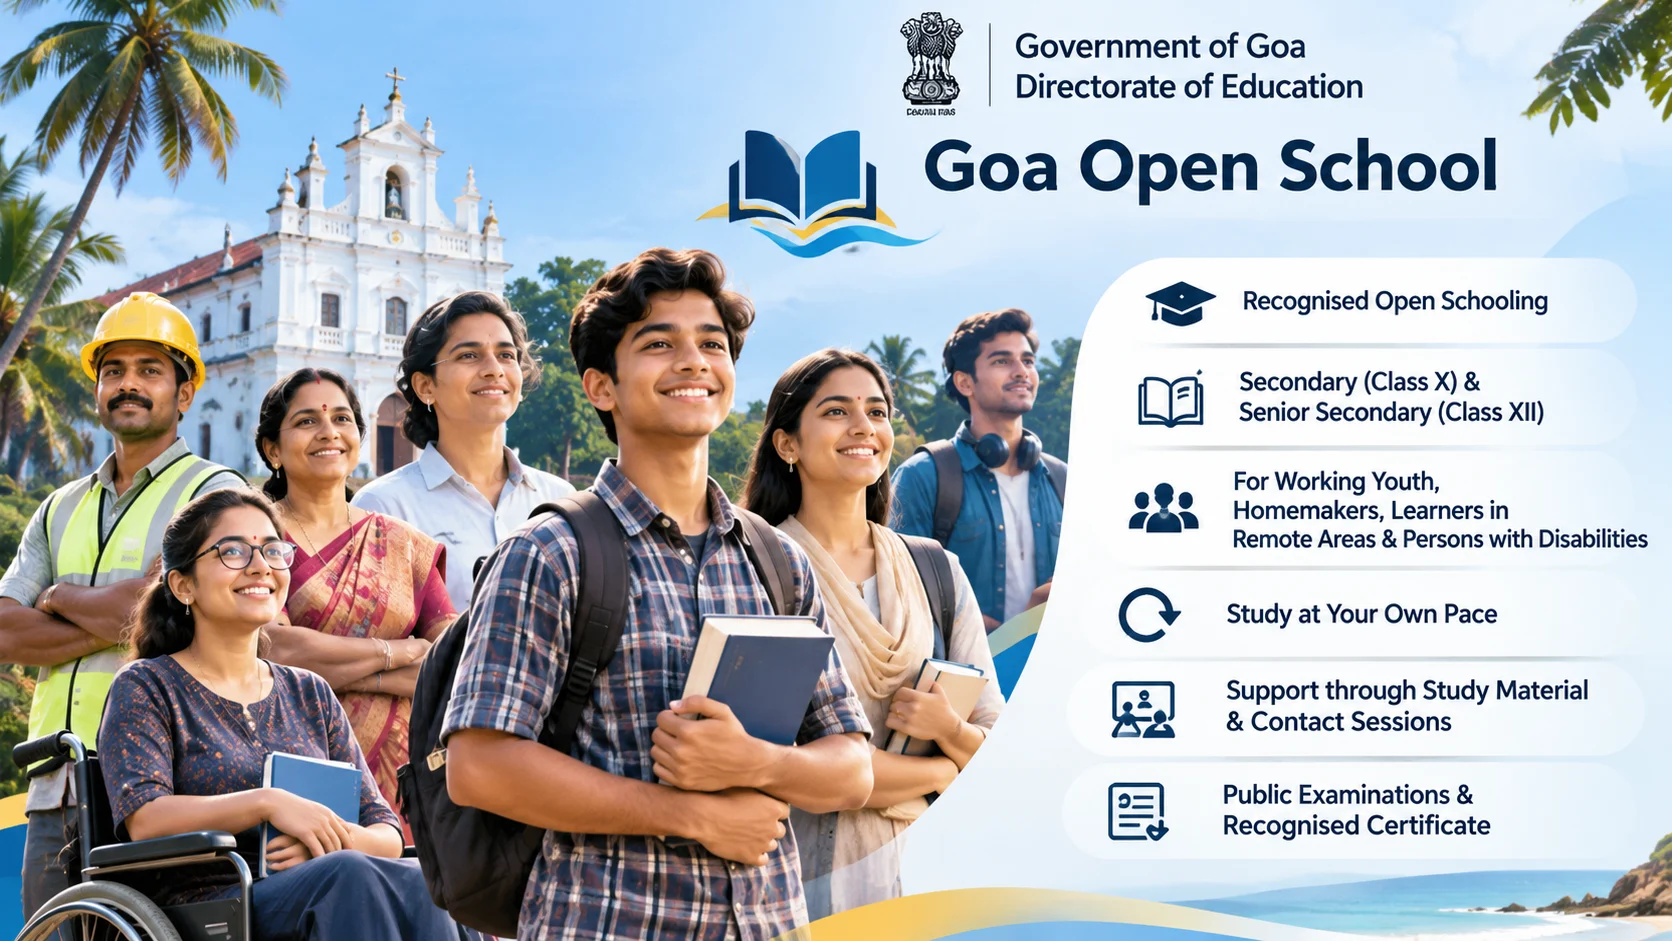 Government of Goa
Directorate of Education
Goa Open School
Recognised Open Schooling
Secondary (Class X) &
Senior Secondary (Class XII)
For Working Youth,
Homemakers, Learners in
Remote Areas & Persons with Disabilities
Study at Your Own Pace
Support through Study Material
& Contact Sessions
Public Examinations &
Recognised Certificate